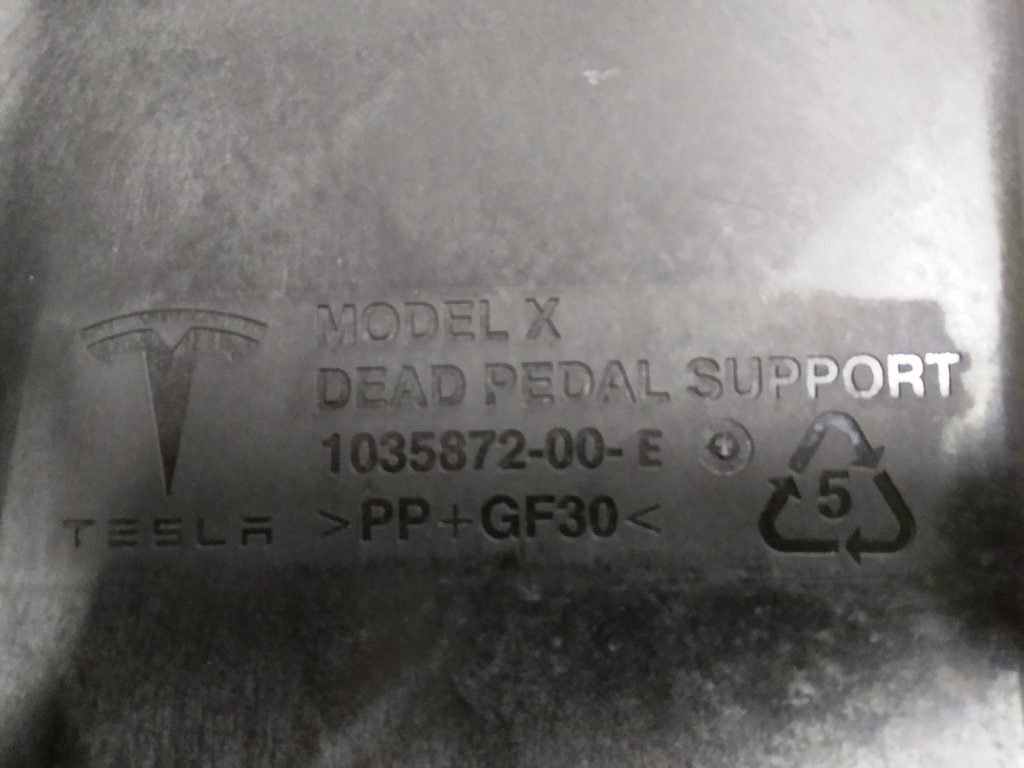 MODEL X
DEAD PEDAL SUPPORT
1035872-00-E
>PP+GF30<
5
TESLA